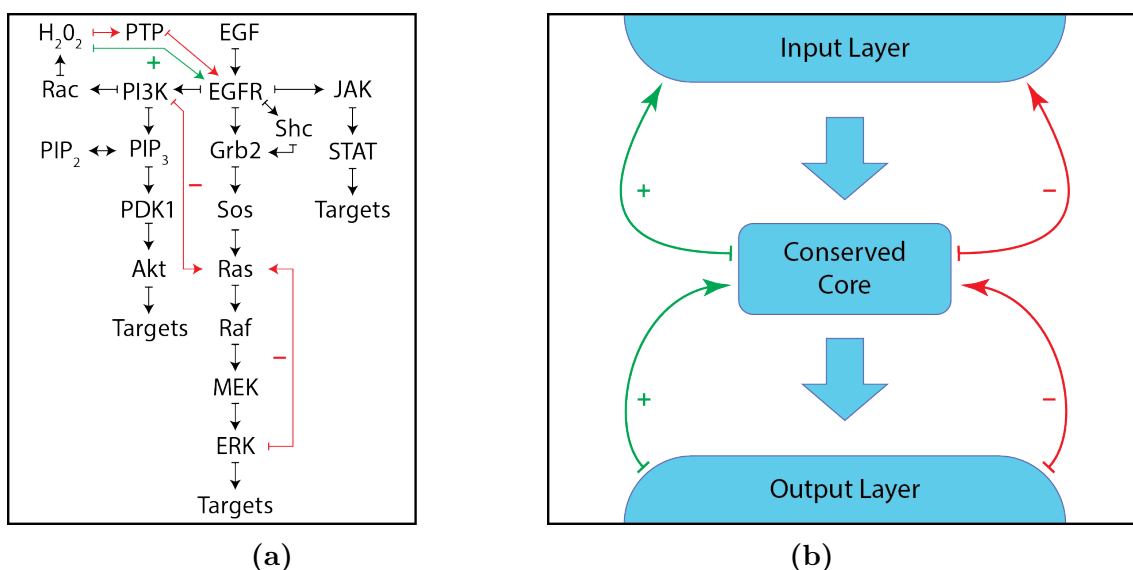 H₂0₂ PTP EGF
+
Rac PI3K EGFR JAK
Shc
PIP₂ PIP₃ Grb2 STAT
−
PDK1 Sos Targets
Akt Ras
Targets Raf
−
MEK
ERK
Targets
(a)
Input Layer
+ −
Conserved
Core
+ −
Output Layer
(b)